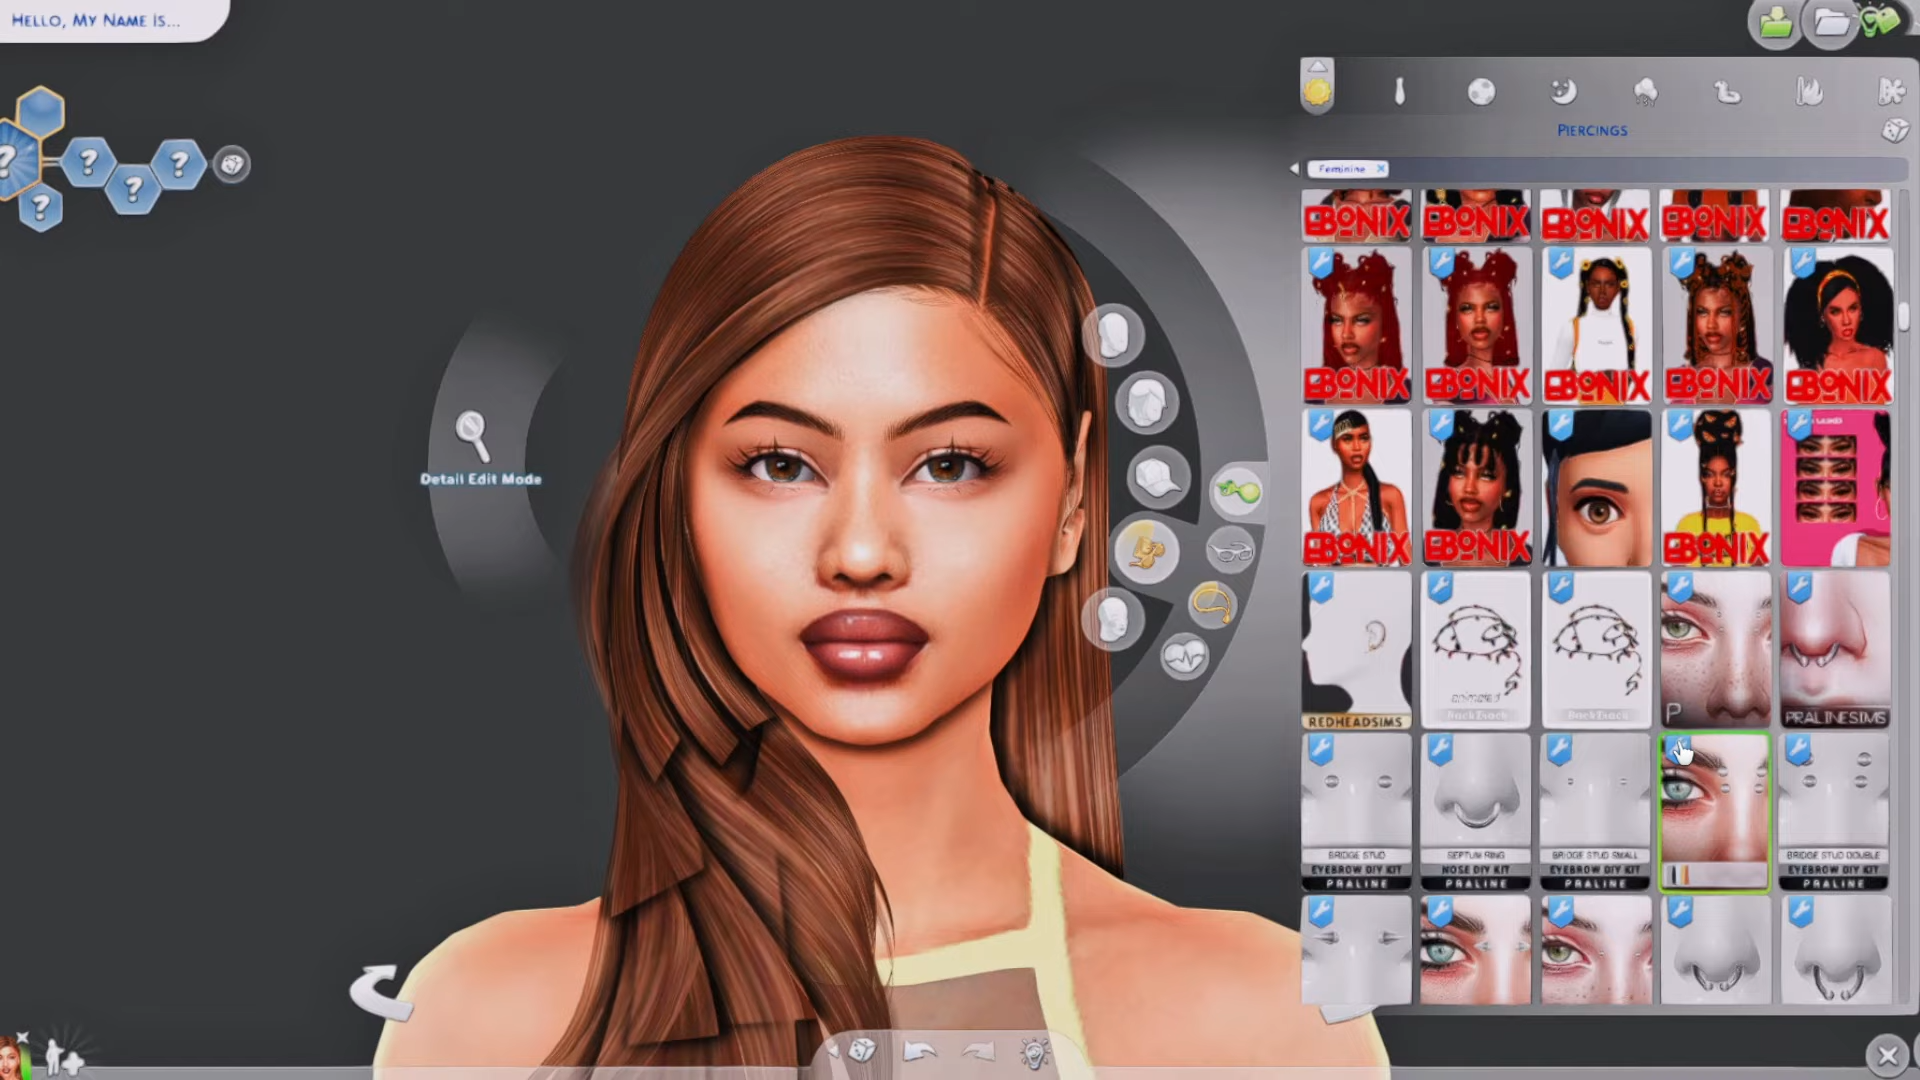 Hello, My Name is...
Piercings
Feminine
EBONIX EBONIX EBONIX EBONIX EBONIX
EBONIX EBONIX EBONIX EBONIX EBONIX
Detail Edit Mode
EBONIX EBONIX EBONIX
REDHEADSIMS
BackTrack
BackTrack
P
PRALINESIMS
BRIDGE STUD
EYEBROW DIY KIT
PRALINE
SEPTUM RING
NOSE DIY KIT
PRALINE
BRIDGE STUD SMALL
EYEBROW DIY KIT
PRALINE
BRIDGE STUD DOUBLE
EYEBROW DIY KIT
PRALINE